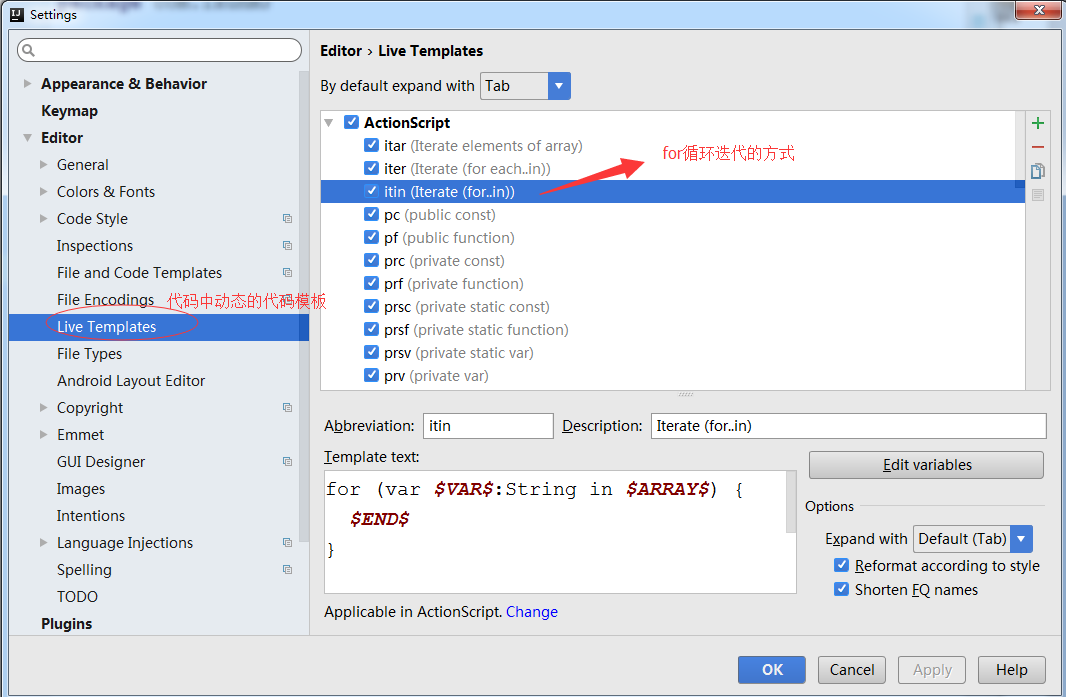 Settings
Appearance & Behavior
Keymap
Editor
General
Colors & Fonts
Code Style
Inspections
File and Code Templates
File Encodings
代码中动态的代码模板
Live Templates
File Types
Android Layout Editor
Copyright
Emmet
GUI Designer
Images
Intentions
Language Injections
Spelling
TODO
Plugins
Editor › Live Templates
By default expand with Tab
ActionScript
itar (Iterate elements of array)
iter (Iterate (for each..in))
for循环迭代的方式
itin (Iterate (for..in))
pc (public const)
pf (public function)
prc (private const)
prf (private function)
prsc (private static const)
prsf (private static function)
prsv (private static var)
prv (private var)
Abbreviation: itin Description: Iterate (for..in)
Template text:
for (var $VAR$:String in $ARRAY$) {
$END$
}
Edit variables
Options
Expand with Default (Tab)
Reformat according to style
Shorten FQ names
Applicable in ActionScript. Change
OK Cancel Apply Help